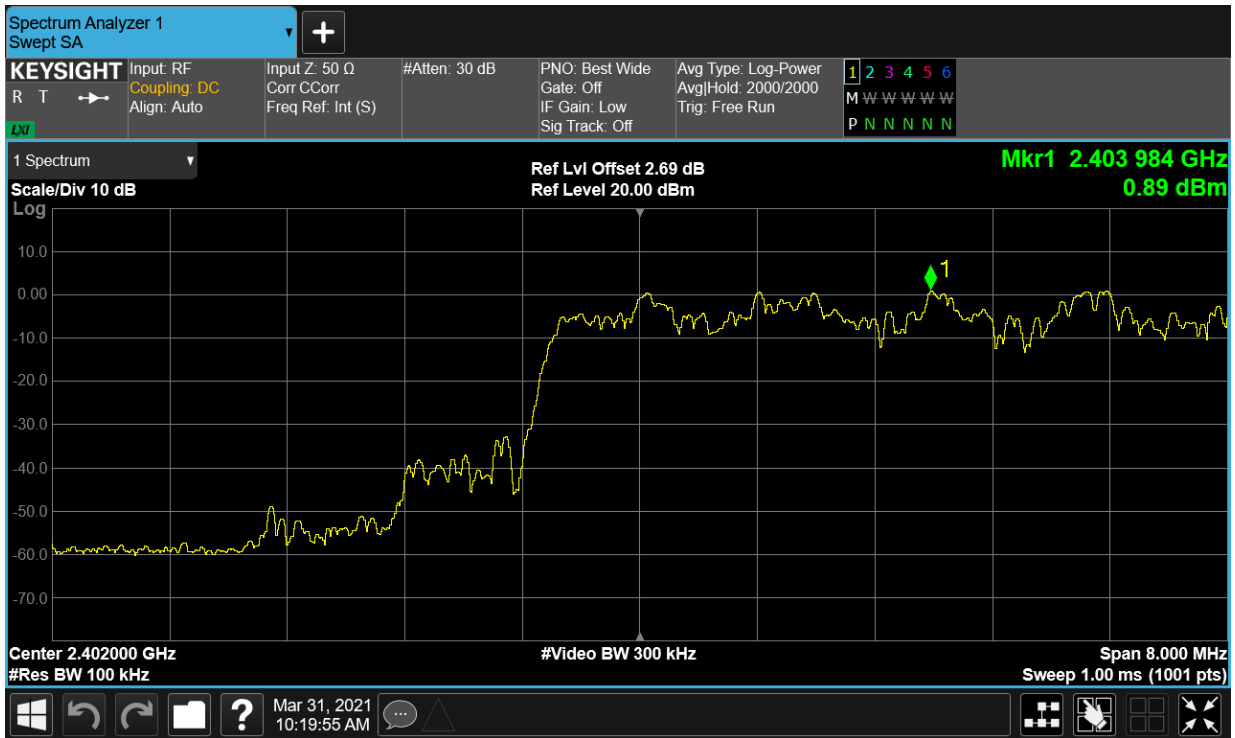 Spectrum Analyzer 1
Swept SA
+
KEYSIGHT
R T
LXI
Input: RF
Coupling: DC
Align: Auto
Input Z: 50 Ω
Corr CCorr
Freq Ref: Int (S)
#Atten: 30 dB
PNO: Best Wide
Gate: Off
IF Gain: Low
Sig Track: Off
Avg Type: Log-Power
Avg|Hold: 2000/2000
Trig: Free Run
1 2 3 4 5 6
M W W W W W
P N N N N N N
1 Spectrum
Scale/Div 10 dB
Log
Ref Lvl Offset 2.69 dB
Ref Level 20.00 dBm
Mkr1 2.403 984 GHz
0.89 dBm
10.0
0.00
-10.0
-20.0
-30.0
-40.0
-50.0
-60.0
-70.0
1
Center 2.402000 GHz
#Res BW 100 kHz
#Video BW 300 kHz
Span 8.000 MHz
Sweep 1.00 ms (1001 pts)
?
Mar 31, 2021
10:19:55 AM